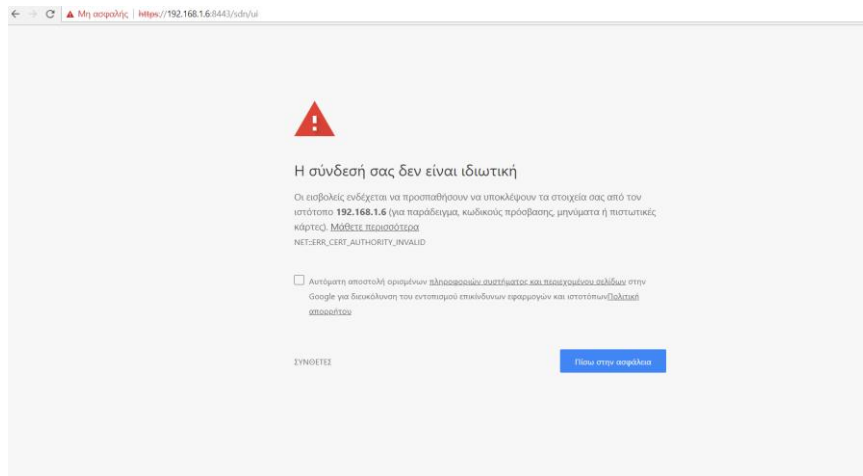 Μη ασφαλής | https://192.168.1.6:8443/sdn/ui
Η σύνδεσή σας δεν είναι ιδιωτική
Οι εισβολείς ενδέχεται να προσπαθήσουν να υποκλέψουν τα στοιχεία σας από τον
ιστότοπο 192.168.1.6 (για παράδειγμα, κωδικούς πρόσβασης, μηνύματα ή πιστωτικές
κάρτες). Μάθετε περισσότερα
NET::ERR_CERT_AUTHORITY_INVALID
Αυτόματη αποστολή ορισμένων πληροφοριών συστήματος και περιεχομένου σελίδων στην
Google για διευκόλυνση του εντοπισμού επικίνδυνων εφαρμογών και ιστοτόπωνΠολιτική
απορρήτου
ΣΥΝΘΕΤΕΣ
Πίσω στην ασφάλεια